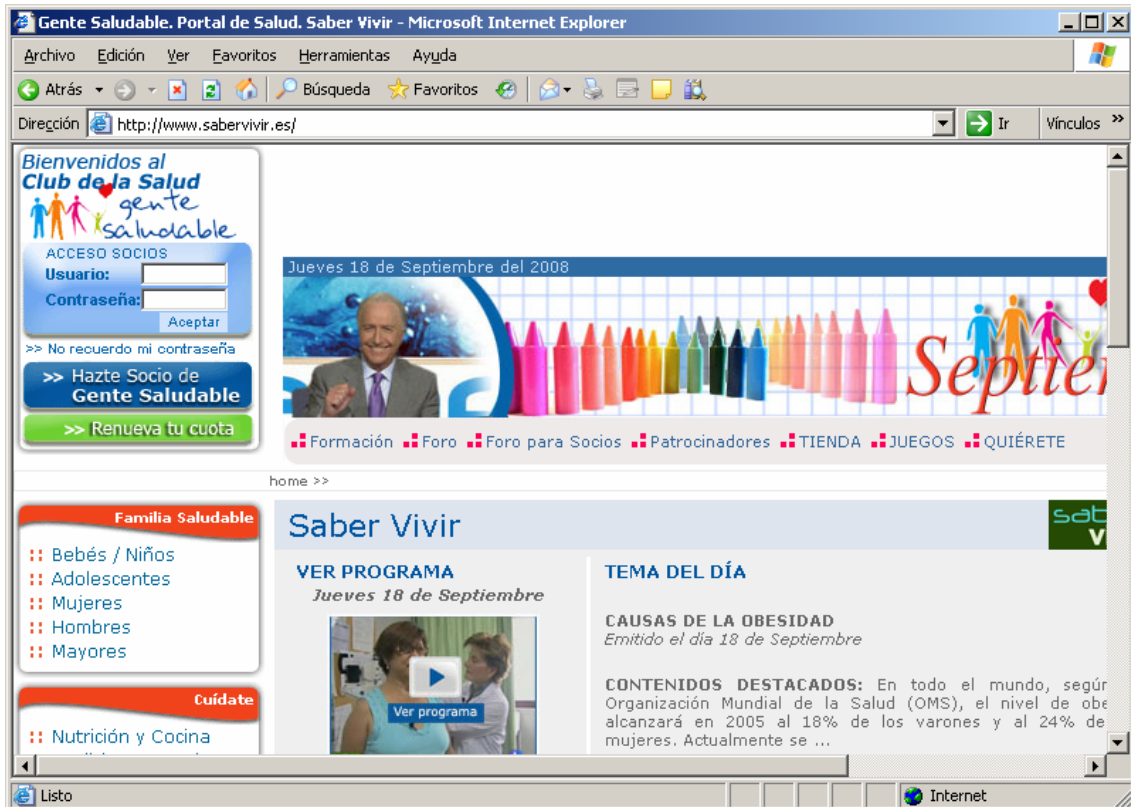 Gente Saludable. Portal de Salud. Saber Vivir - Microsoft Internet Explorer
Archivo Edición Ver Favoritos Herramientas Ayuda
Atrás Búsqueda Favoritos
Dirección http://www.sabervivir.es/ Ir Vínculos »
Bienvenidos al
Club de la Salud
gente
saludable
ACCESO SOCIOS
Usuario:
Contraseña:
Aceptar
>> No recuerdo mi contraseña
>> Hazte Socio de
Gente Saludable
>> Renueva tu cuota
Jueves 18 de Septiembre del 2008
Septie
Formación Foro Foro para Socios Patrocinadores TIENDA JUEGOS QUIÉRETE
home >>
Familia Saludable
:: Bebés / Niños
:: Adolescentes
:: Mujeres
:: Hombres
:: Mayores
Cuídate
:: Nutrición y Cocina
Saber Vivir
sab
v
VER PROGRAMA
Jueves 18 de Septiembre
Ver programa
TEMA DEL DÍA
CAUSAS DE LA OBESIDAD
Emitido el día 18 de Septiembre
CONTENIDOS DESTACADOS: En todo el mundo, según
Organización Mundial de la Salud (OMS), el nivel de obe
alcanzará en 2005 al 18% de los varones y al 24% de
mujeres. Actualmente se ...
Listo Internet